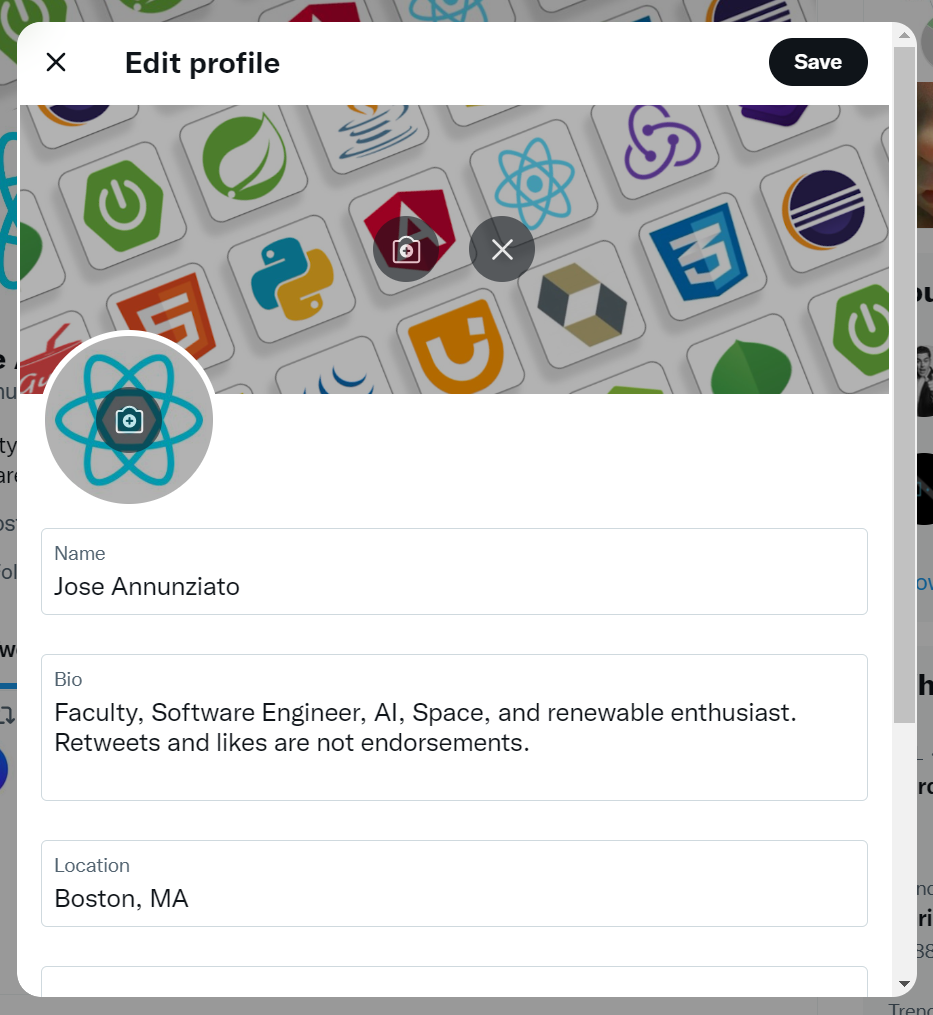 Edit profile
Save
Name
Jose Annunziato
Bio
Faculty, Software Engineer, AI, Space, and renewable enthusiast.
Retweets and likes are not endorsements.
Location
Boston, MA